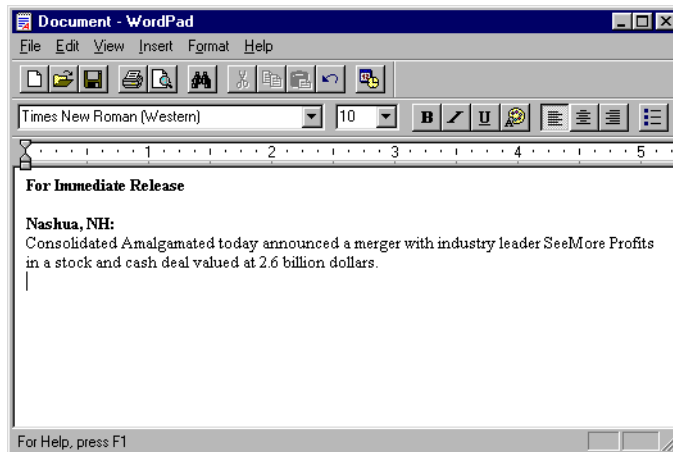 Document - WordPad
File Edit View Insert Format Help
Times New Roman (Western) 10 B I U
1 2 3 4 5
For Immediate Release
Nashua, NH:
Consolidated Amalgamated today announced a merger with industry leader SeeMore Profits
in a stock and cash deal valued at 2.6 billion dollars.
For Help, press F1